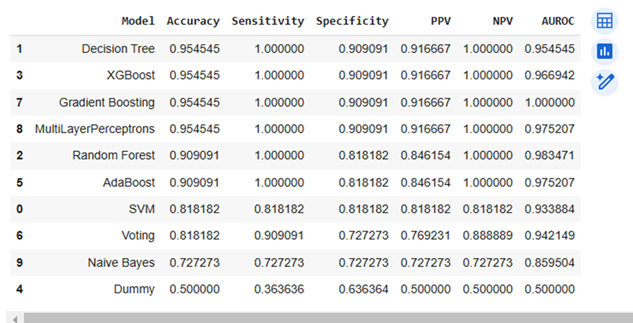 Model Accuracy Sensitivity Specificity PPV NPV AUROC
1 Decision Tree 0.954545 1.000000 0.909091 0.916667 1.000000 0.954545
3 XGBoost 0.954545 1.000000 0.909091 0.916667 1.000000 0.966942
7 Gradient Boosting 0.954545 1.000000 0.909091 0.916667 1.000000 1.000000
8 MultiLayerPerceptrons 0.954545 1.000000 0.909091 0.916667 1.000000 0.975207
2 Random Forest 0.909091 1.000000 0.818182 0.846154 1.000000 0.983471
5 AdaBoost 0.909091 1.000000 0.818182 0.846154 1.000000 0.975207
0 SVM 0.818182 0.818182 0.818182 0.818182 0.818182 0.933884
6 Voting 0.818182 0.909091 0.727273 0.769231 0.888889 0.942149
9 Naive Bayes 0.727273 0.727273 0.727273 0.727273 0.727273 0.859504
4 Dummy 0.500000 0.363636 0.636364 0.500000 0.500000 0.500000